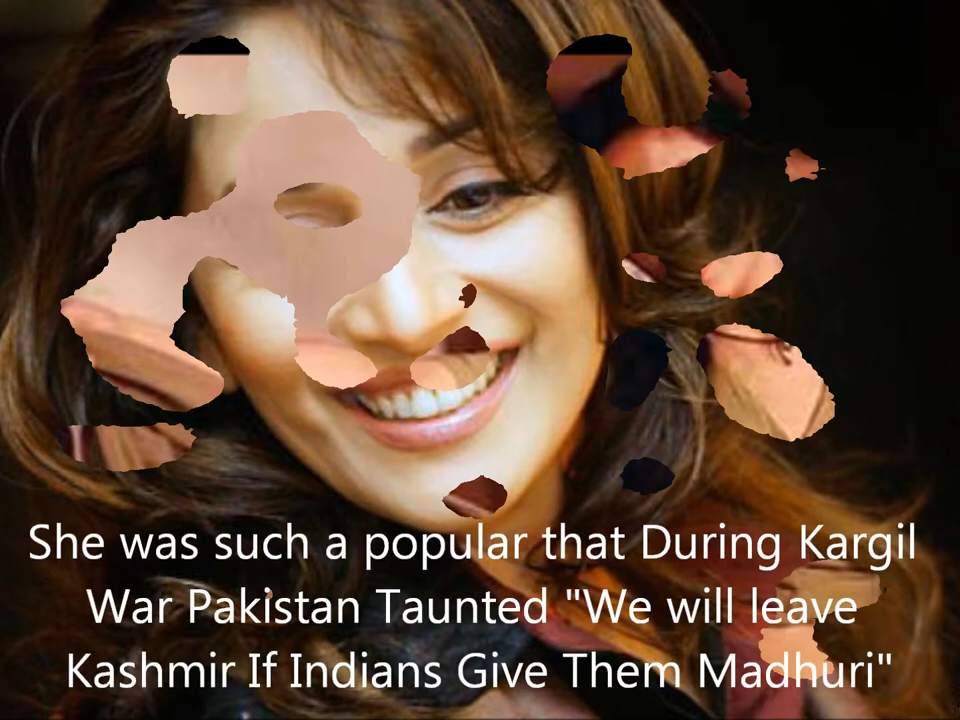 She was such a popular that During Kargil
War Pakistan Taunted "We will leave
Kashmir If Indians Give Them Madhuri"